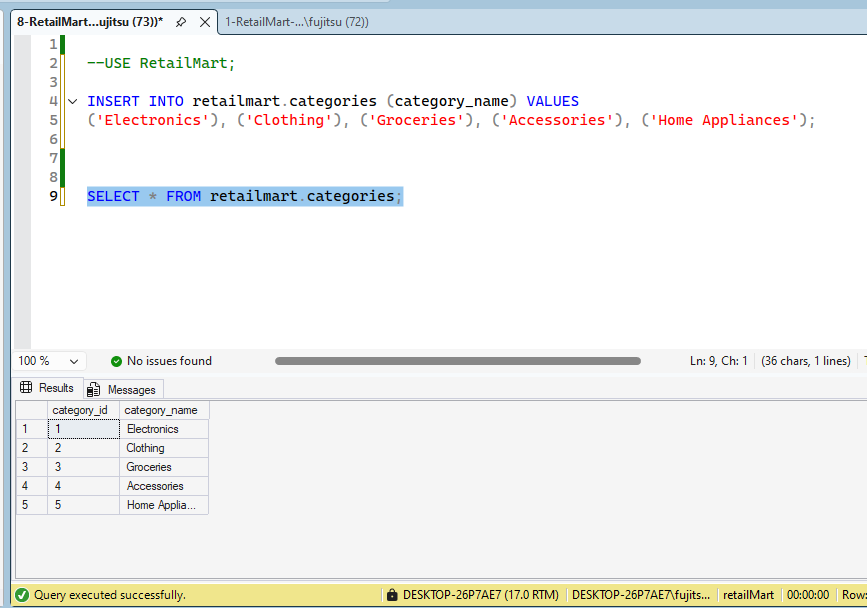 8-RetailMart...ujitsu (73))* 1-RetailMart-...\fujitsu (72))
1
2 --USE RetailMart;
3
4 INSERT INTO retailmart.categories (category_name) VALUES
5 ('Electronics'), ('Clothing'), ('Groceries'), ('Accessories'), ('Home Appliances');
6
7
8
9 SELECT * FROM retailmart.categories;
100 % No issues found Ln: 9, Ch: 1 (36 chars, 1 lines)
Results Messages
category_id category_name
1 1 Electronics
2 2 Clothing
3 3 Groceries
4 4 Accessories
5 5 Home Applia...
Query executed successfully. DESKTOP-26P7AE7 (17.0 RTM) DESKTOP-26P7AE7\fujits... retailMart 00:00:00